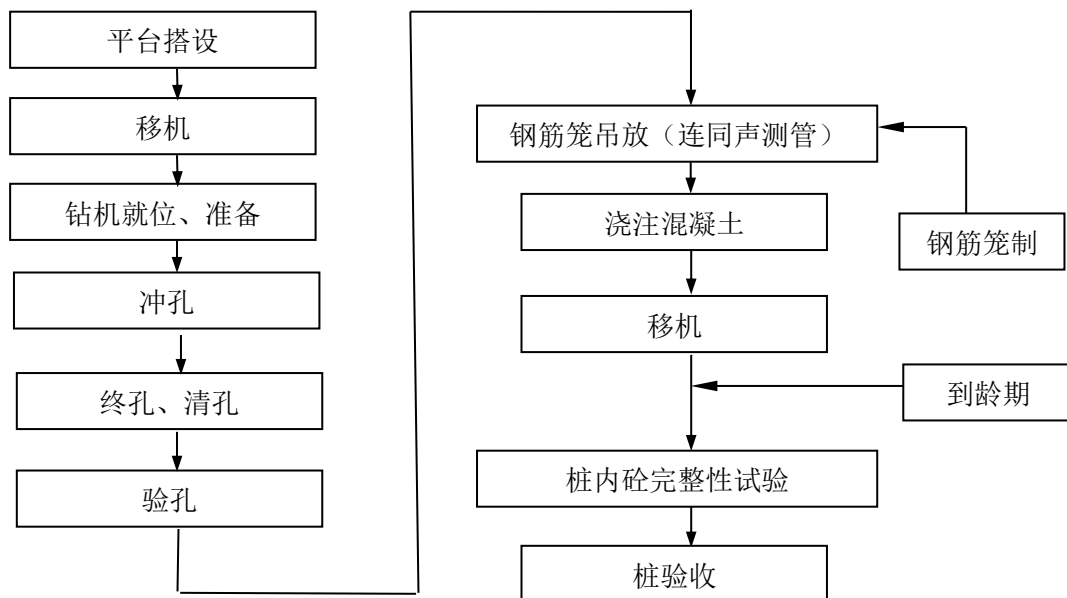 平台搭设
移机
钻机就位、准备
冲孔
终孔、清孔
验孔
钢筋笼吊放（连同声测管）
浇注混凝土
钢筋笼制
移机
到龄期
桩内砼完整性试验
桩验收